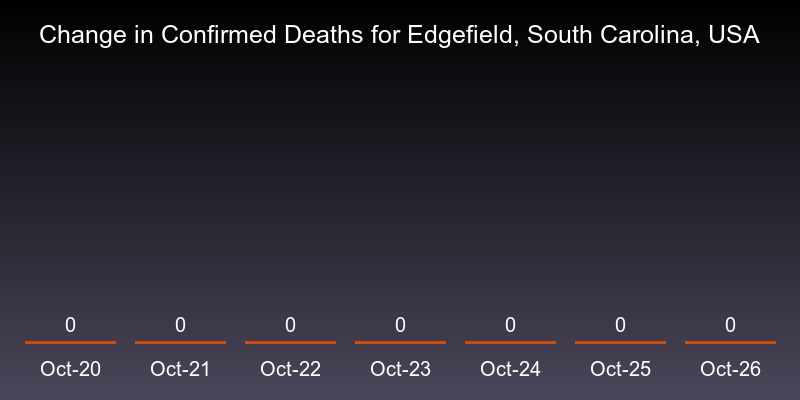 Change in Confirmed Deaths for Edgefield, South Carolina, USA
0 0 0 0 0 0 0
Oct-20 Oct-21 Oct-22 Oct-23 Oct-24 Oct-25 Oct-26